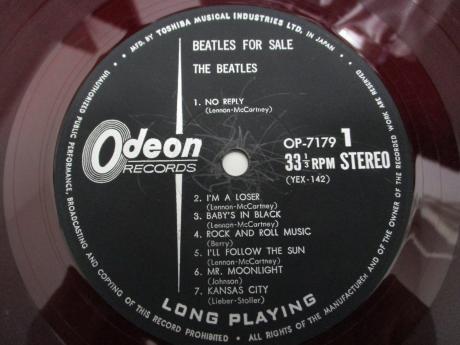 MFD. BY TOSHIBA MUSICAL INDUSTRIES LTD. IN JAPAN. ALL RIGHTS OF THE MANUFACTURER AND OF THE OWNER OF THE RECORDED WORK ARE RESERVED
UNAUTHORIZED PUBLIC PERFORMANCE, BROADCASTING AND COPYING OF THIS RECORD PROHIBITED
BEATLES FOR SALE
THE BEATLES
1. NO REPLY
(Lennon-McCartney)
Odeon
RECORDS
OP-7179 1
33 1/3 RPM STEREO
(YEX-142)
2. I'M A LOSER
(Lennon-McCartney)
3. BABY'S IN BLACK
(Lennon-McCartney)
4. ROCK AND ROLL MUSIC
(Berry)
5. I'LL FOLLOW THE SUN
(Lennon-McCartney)
6. MR. MOONLIGHT
(Johnson)
7. KANSAS CITY
(Lieber-Stoller)
LONG PLAYING